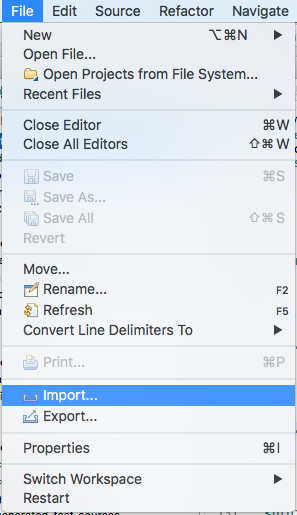 File Edit Source Refactor Navigate
New ⌥⌘N ▶
Open File...
Open Projects from File System...
Recent Files ▶
Close Editor ⌘W
Close All Editors ⇧⌘W
Save ⌘S
Save As...
Save All ⇧⌘S
Revert
Move...
Rename... F2
Refresh F5
Convert Line Delimiters To ▶
Print... ⌘P
Import...
Export...
Properties ⌘I
Switch Workspace ▶
Restart